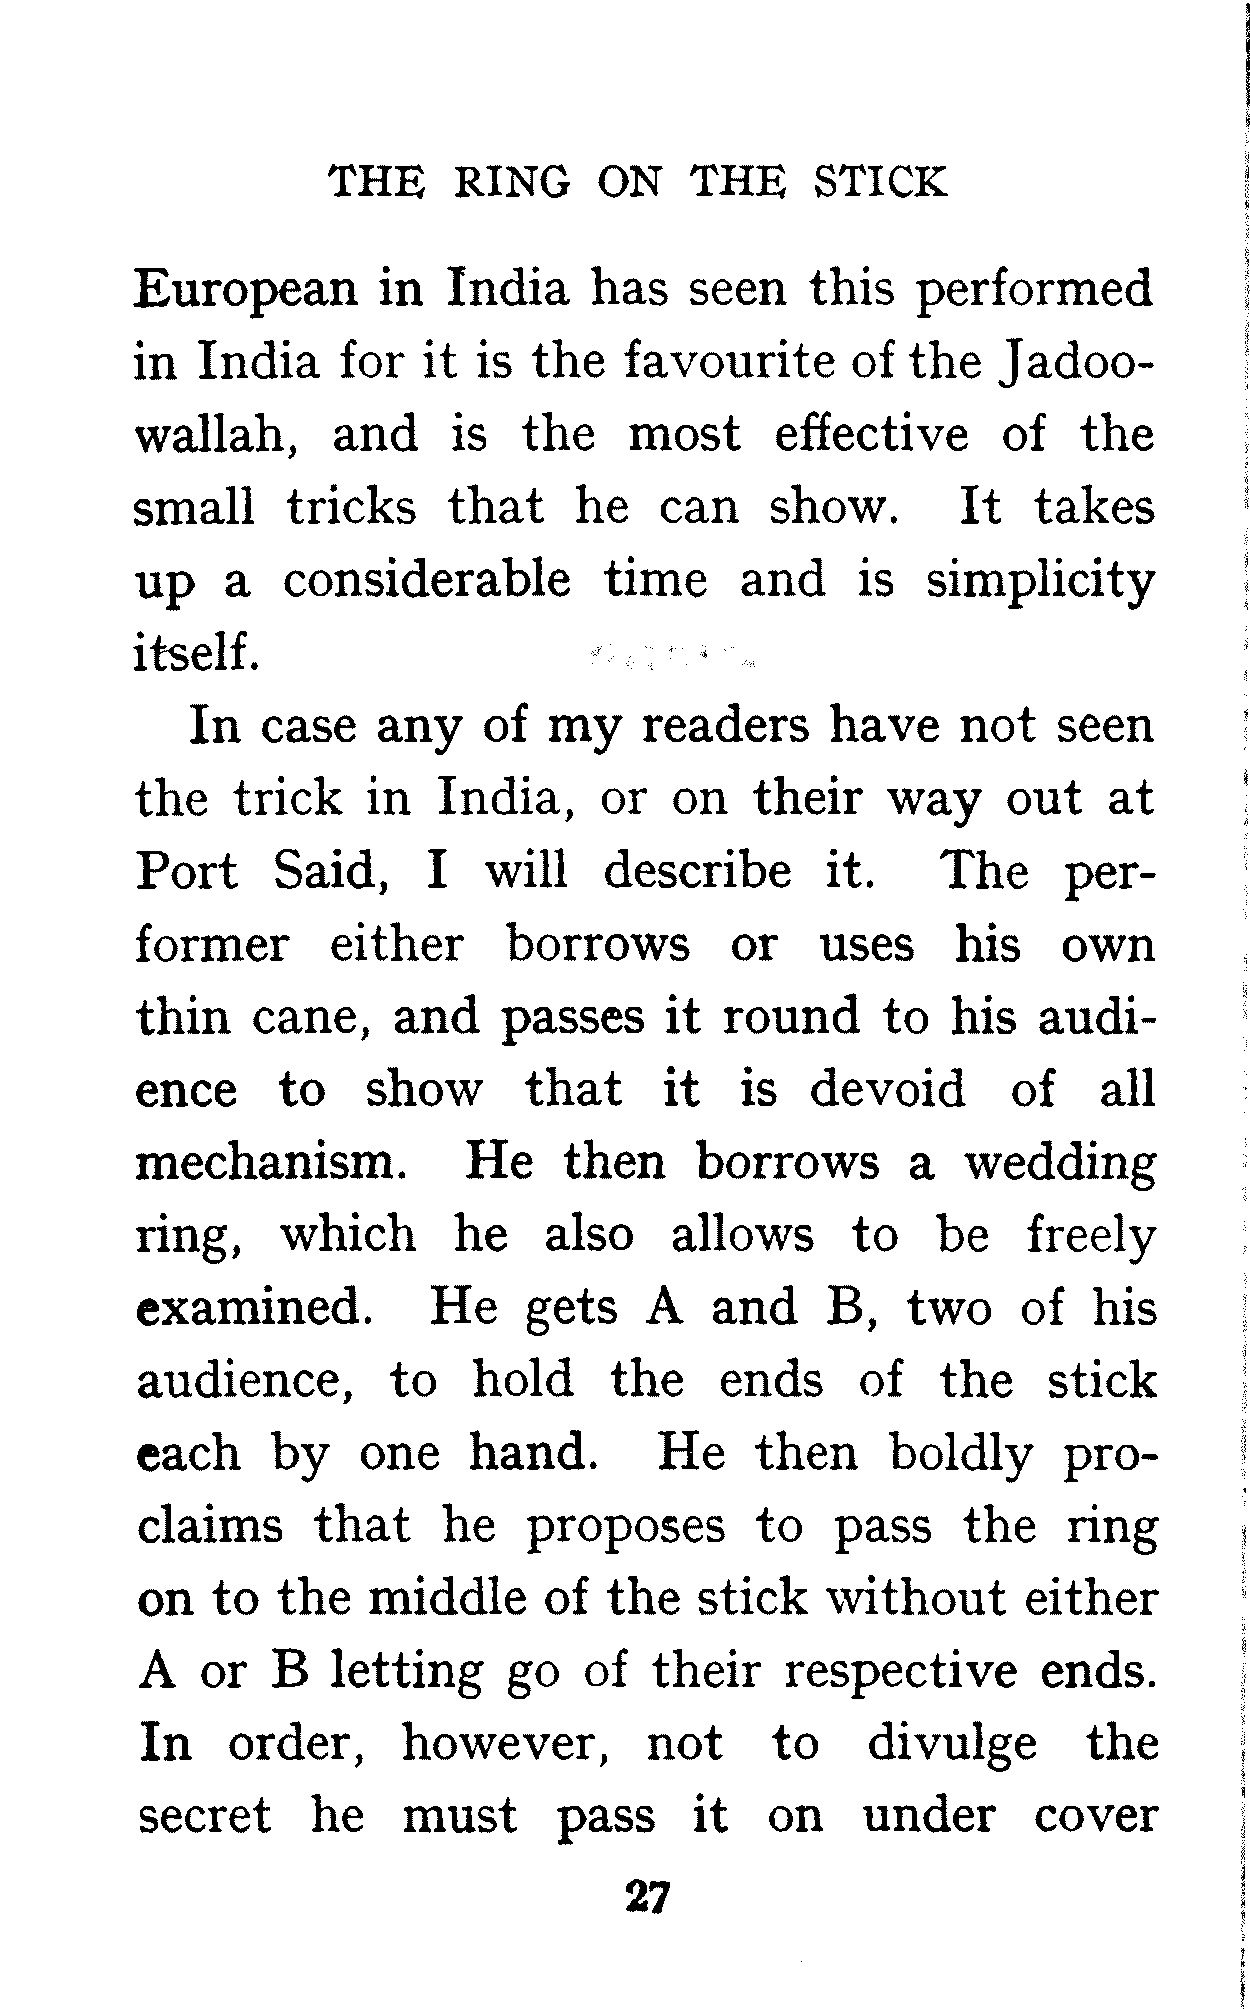 THE RING ON THE STICK
European in India has seen this performed
in India for it is the favourite of the Jadoo-
wallah, and is the most effective of the
small tricks that he can show. It takes
up a considerable time and is simplicity
itself.
In case any of my readers have not seen
the trick in India, or on their way out at
Port Said, I will describe it. The per-
former either borrows or uses his own
thin cane, and passes it round to his audi-
ence to show that it is devoid of all
mechanism. He then borrows a wedding
ring, which he also allows to be freely
examined. He gets A and B, two of his
audience, to hold the ends of the stick
each by one hand. He then boldly pro-
claims that he proposes to pass the ring
on to the middle of the stick without either
A or B letting go of their respective ends.
In order, however, not to divulge the
secret he must pass it on under cover
27